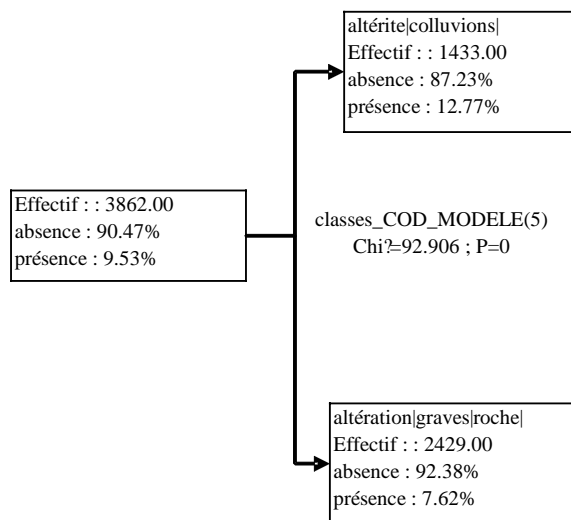 altérite|colluvions|
Effectif : : 1433.00
absence : 87.23%
présence : 12.77%
Effectif : : 3862.00
absence : 90.47%
présence : 9.53%
classes_COD_MODELE(5)
Chi?=92.906 ; P=0
altération|graves|roche|
Effectif : : 2429.00
absence : 92.38%
présence : 7.62%